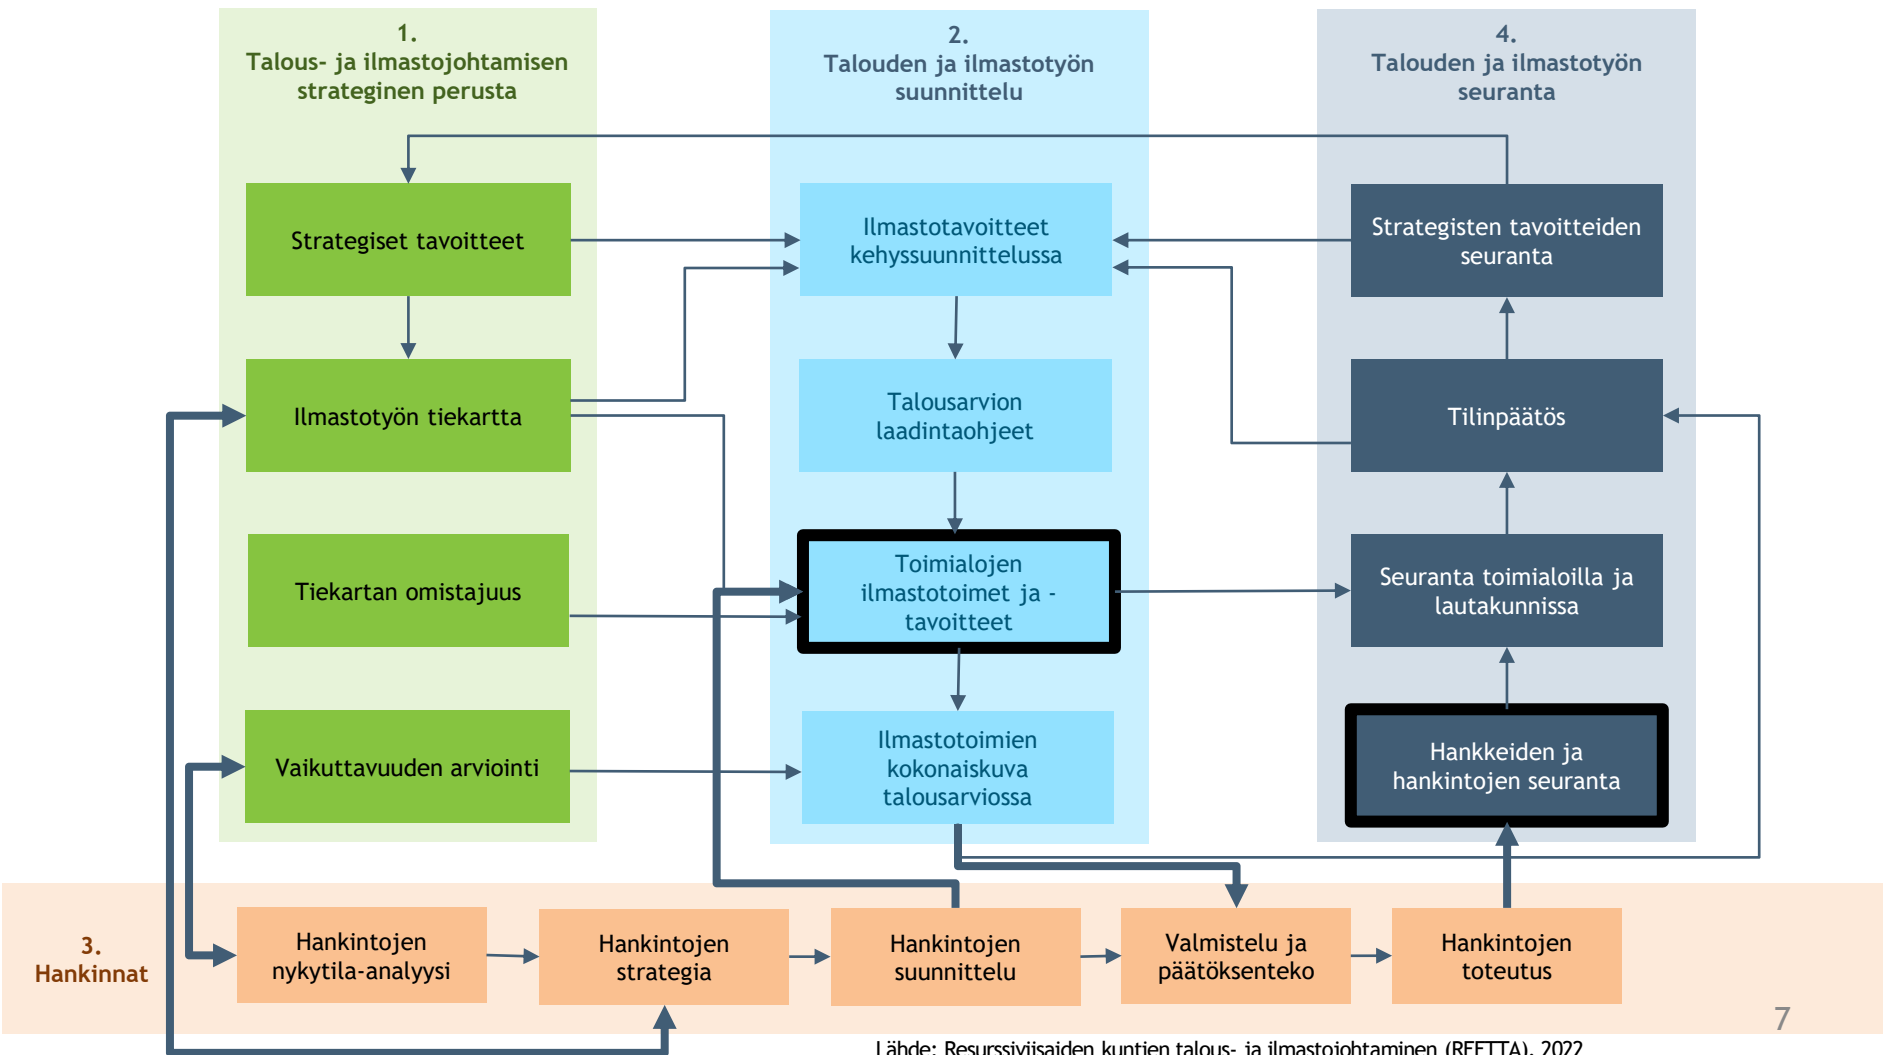 1.
Talous- ja ilmastojohtamisen
strateginen perusta
2.
Talouden ja ilmastotyön
suunnittelu
4.
Talouden ja ilmastotyön
seuranta
Strategiset tavoitteet
Ilmastotavoitteet
kehyssuunnittelussa
Strategisten tavoitteiden
seuranta
Ilmastotyön tiekartta
Talousarvion
laadintaohjeet
Tilinpäätös
Tiekartan omistajuus
Toimialojen
ilmastotoimet ja -
tavoitteet
Seuranta toimialoilla ja
lautakunnissa
Vaikuttavuuden arviointi
Ilmastotoimien
kokonaiskuva
talousarviossa
Hankkeiden ja
hankintojen seuranta
3.
Hankinnat
Hankintojen
nykytila-analyysi
Hankintojen
strategia
Hankintojen
suunnittelu
Valmistelu ja
päätöksenteko
Hankintojen
toteutus
7
Lähde: Resurssiviisaiden kuntien talous- ja ilmastojohtaminen (REETTA), 2022